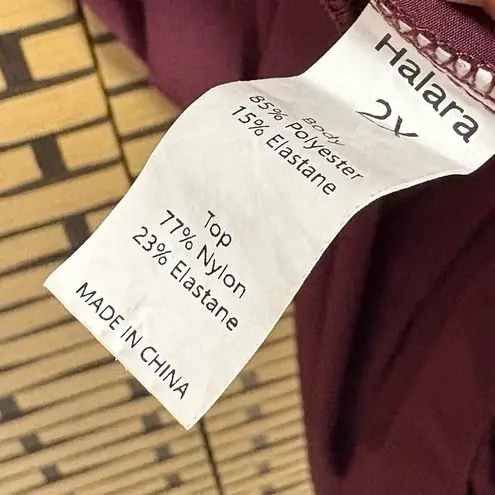 Halara
2X
Body
85% Polyester
15% Elastane
Top
77% Nylon
23% Elastane
MADE IN CHINA